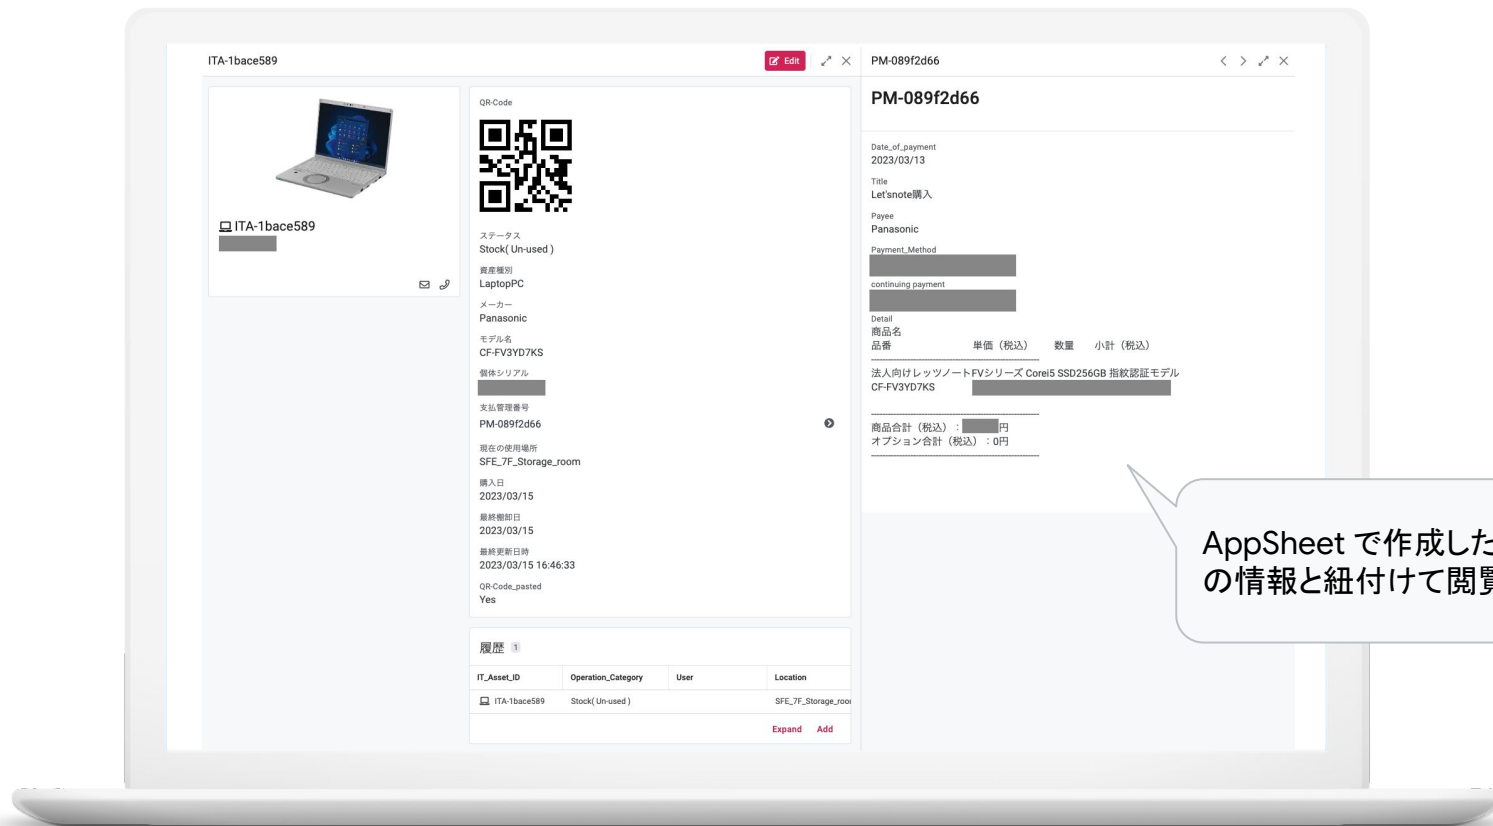 ITA-1bace589
Edit
ITA-1bace589
QR-Code
ステータス
Stock( Un-used )
資産種別
LaptopPC
メーカー
Panasonic
モデル名
CF-FV3YD7KS
個体シリアル
支払管理番号
PM-089f2d66
現在の使用場所
SFE_7F_Storage_room
購入日
2023/03/15
最終棚卸日
2023/03/15
最終更新日時
2023/03/15 16:46:33
QR-Code_pasted
Yes
履歴 1
IT_Asset_ID Operation_Category User Location
ITA-1bace589 Stock( Un-used ) SFE_7F_Storage_roo
Expand Add
PM-089f2d66
PM-089f2d66
Date_of_payment
2023/03/13
Title
Let'snote購入
Payee
Panasonic
Payment_Method
continuing payment
Detail
商品名
品番 単価（税込） 数量 小計（税込）
法人向けレッツノートFVシリーズ Corei5 SSD256GB 指紋認証モデル
CF-FV3YD7KS
商品合計（税込）：円
オプション合計（税込）：0円
AppSheet で作成した
の情報と紐付けて閲覧